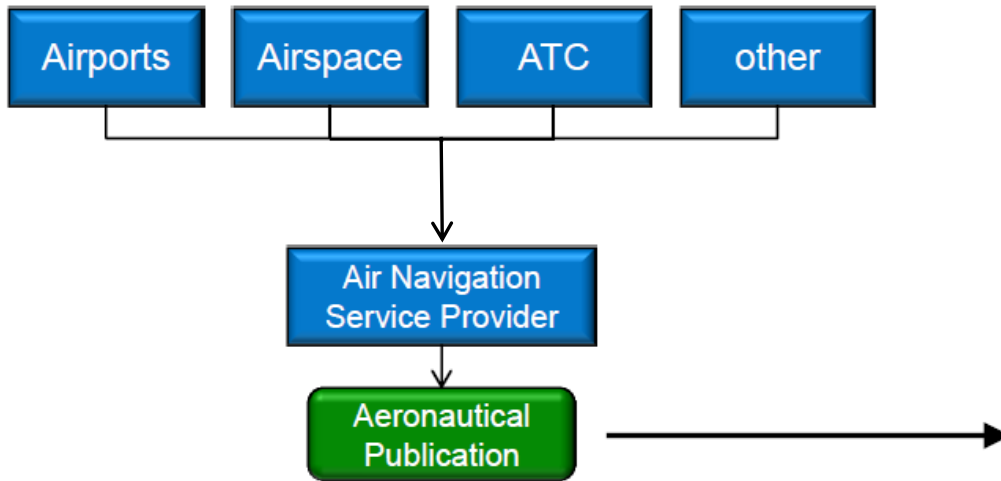 Airports
Airspace
ATC
other
Air Navigation
Service Provider
Aeronautical
Publication